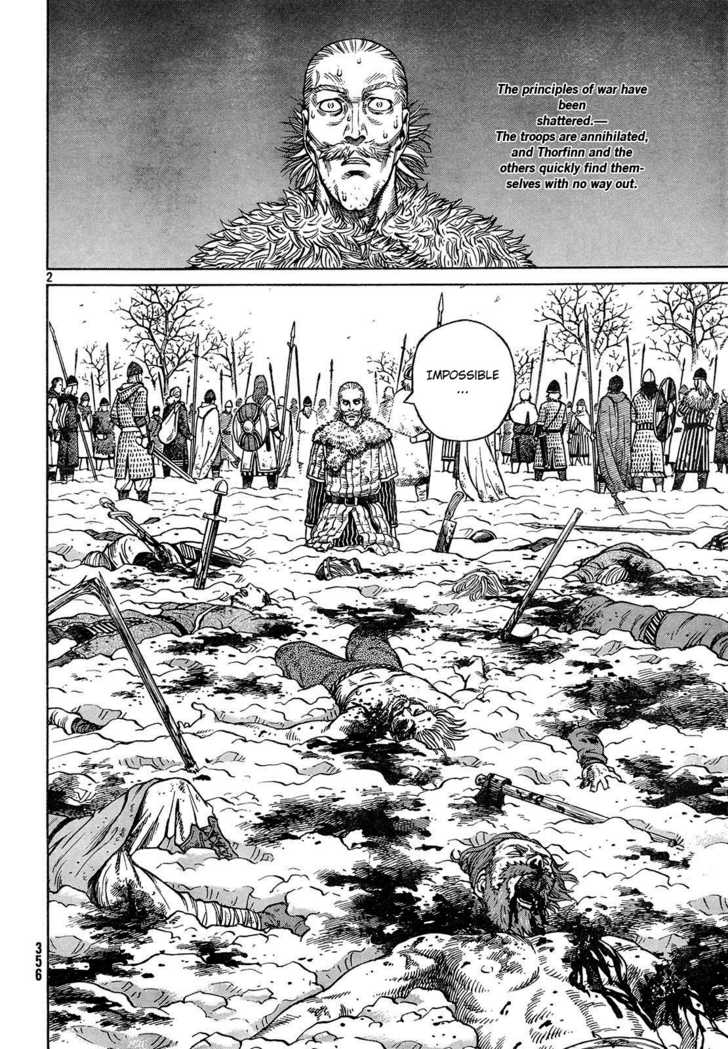 The principles of war have
been
shattered.—
The troops are annihilated,
and Thorfinn and the
others quickly find them-
selves with no way out.
2
IMPOSSIBLE
...
356